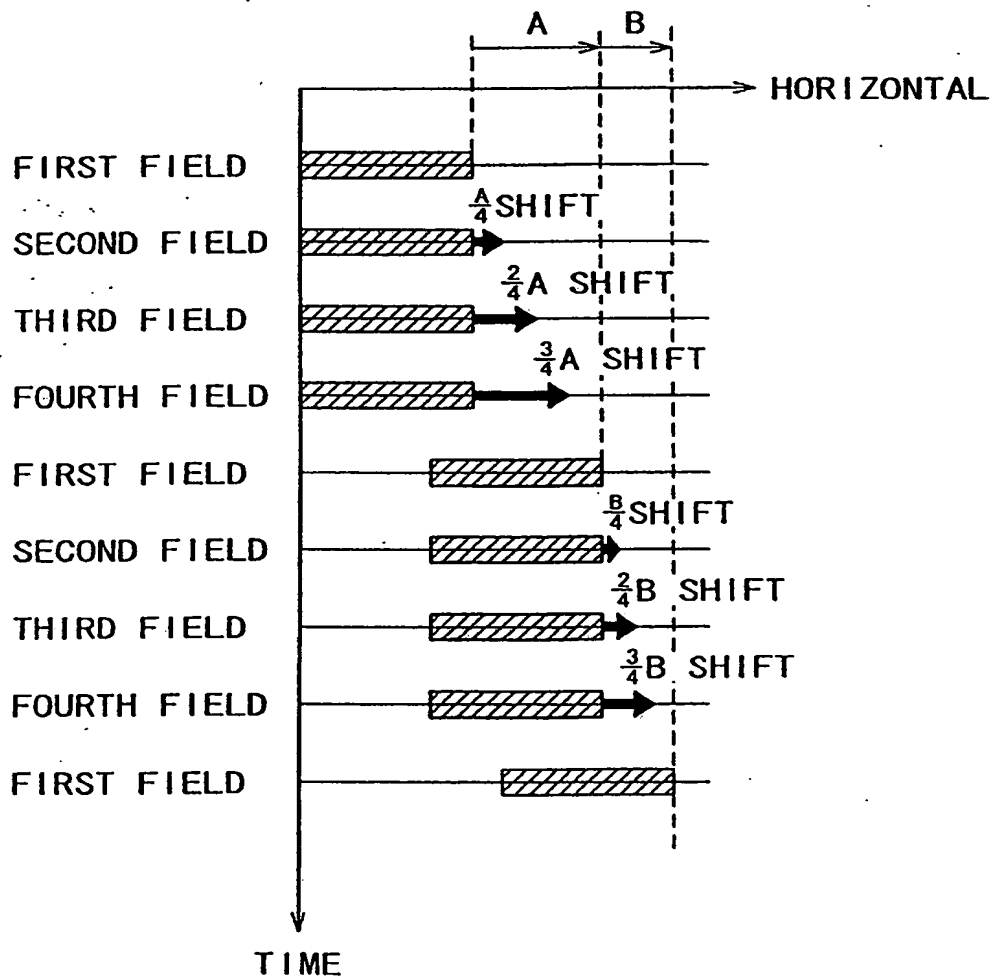 A B
HORIZONTAL
FIRST FIELD
A/4 SHIFT
SECOND FIELD
2/4 A SHIFT
THIRD FIELD
3/4 A SHIFT
FOURTH FIELD
FIRST FIELD
B/4 SHIFT
SECOND FIELD
2/4 B SHIFT
THIRD FIELD
3/4 B SHIFT
FOURTH FIELD
FIRST FIELD
TIME